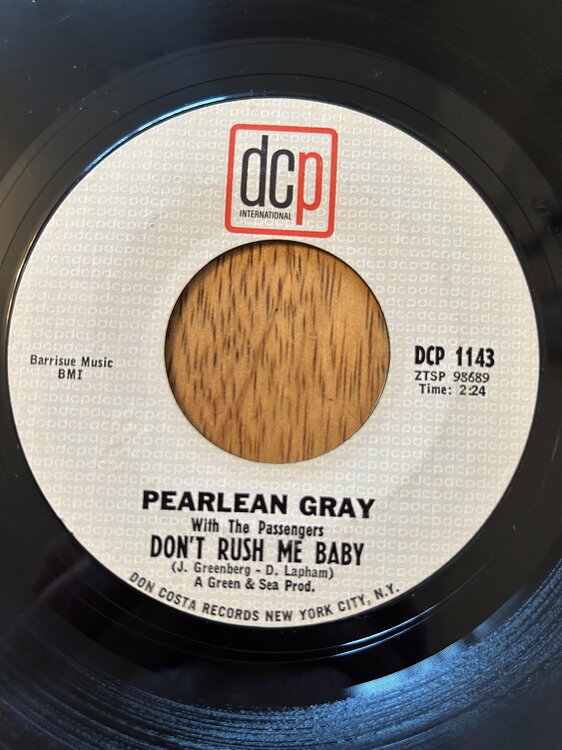 dcp
INTERNATIONAL
Barrisue Music
BMI
DCP 1143
ZTSP 98689
Time: 2:24
PEARLEAN GRAY
With The Passengers
DON'T RUSH ME BABY
(J. Greenberg - D. Lapham)
A Green & Sea Prod.
DON COSTA RECORDS NEW YORK CITY, N.Y.